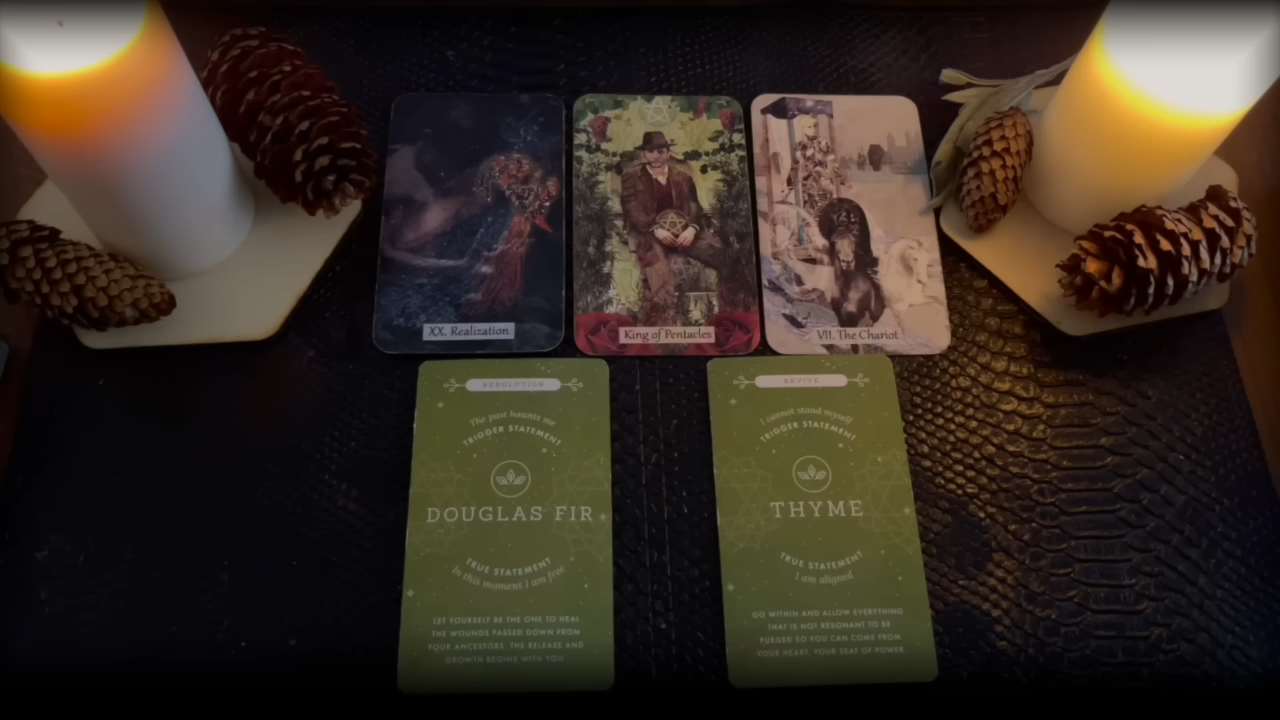 XX. Realization
King of Pentacles
VII. The Chariot
RESOLUTION
The past haunts me
TRIGGER STATEMENT
DOUGLAS FIR
TRUE STATEMENT
In this moment I am free
LET YOURSELF BE THE ONE TO HEAL
THE WOUNDS PASSED DOWN FROM
YOUR ANCESTORS. THE RELEASE AND
GROWTH BEGINS WITH YOU.
REVIVE
I cannot stand myself
TRIGGER STATEMENT
THYME
TRUE STATEMENT
I am aligned
GO WITHIN AND ALLOW EVERYTHING
THAT IS NOT RESONANT TO BE
PURGED SO YOU CAN COME FROM
YOUR HEART, YOUR SEAT OF POWER.